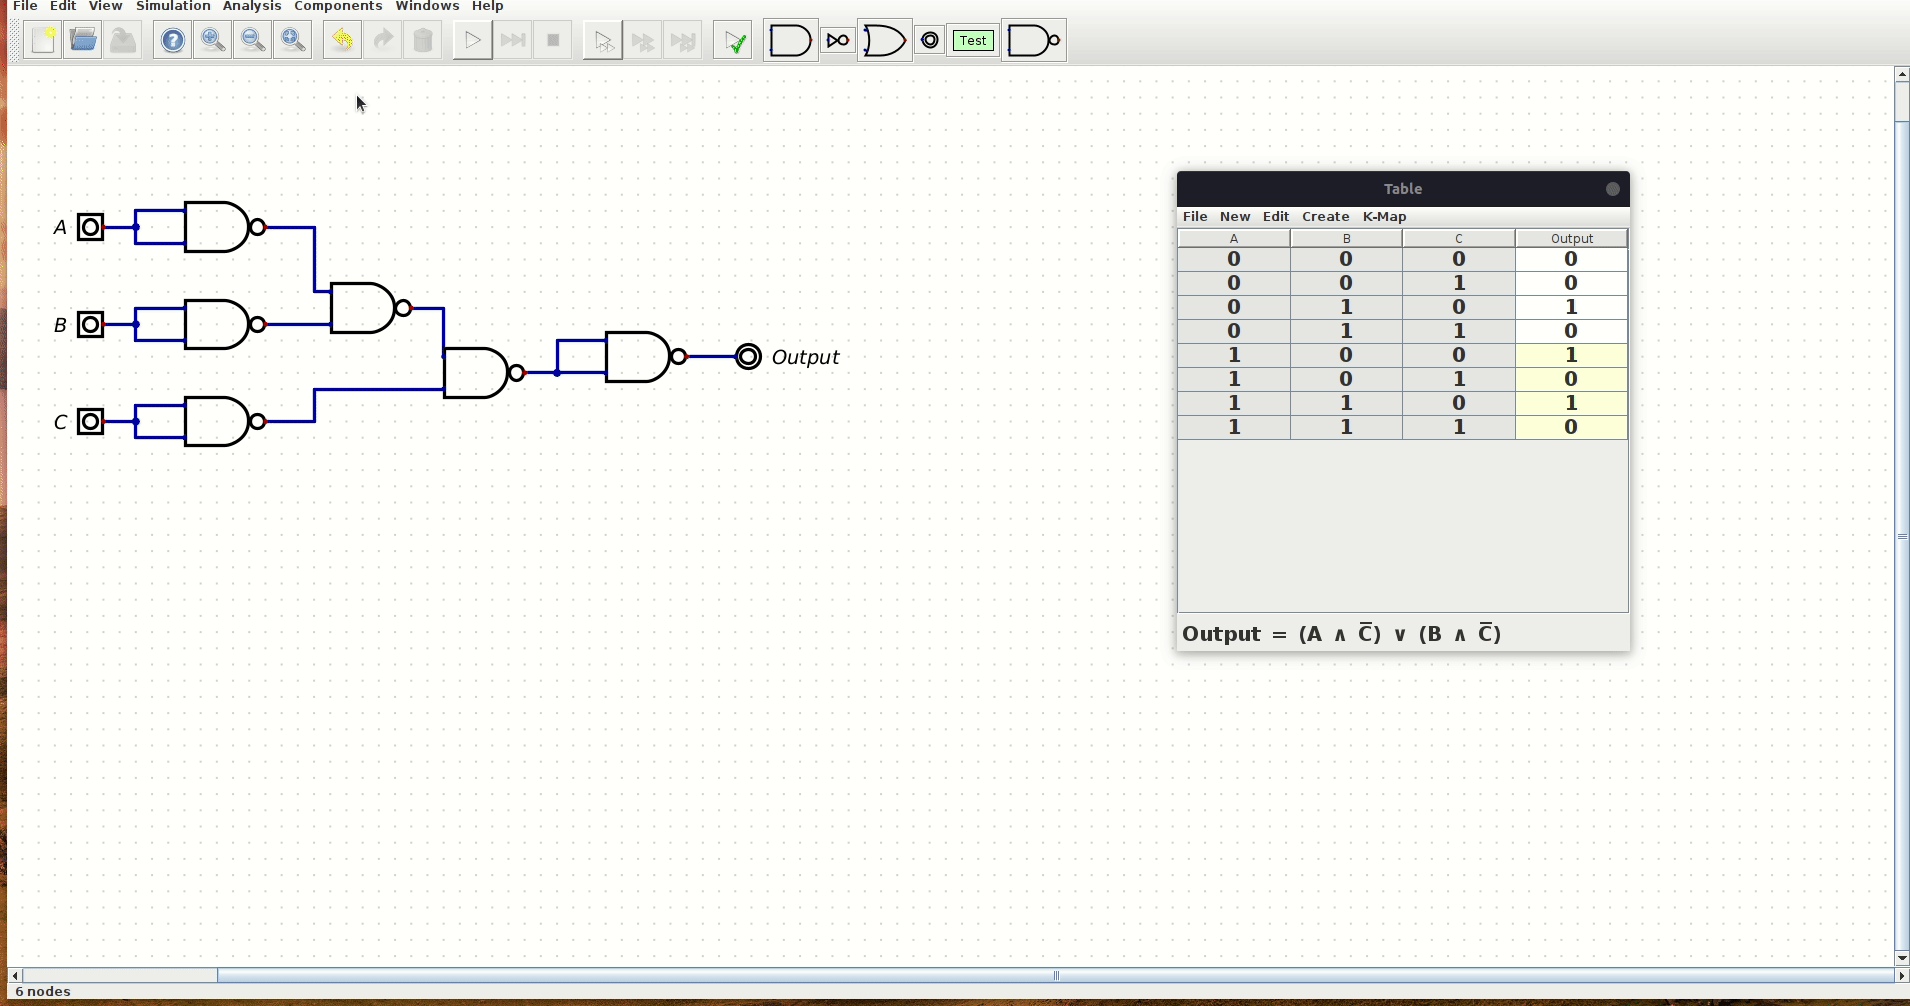 File Edit View Simulation Analysis Components Windows Help
Test
Table
File New Edit Create K-Map
A B C Output
0 0 0 0
0 0 1 0
0 1 0 1
0 1 1 0
1 0 0 1
1 0 1 0
1 1 0 1
1 1 1 0
Output = (A ∧ C̅) ∨ (B ∧ C̅)
A
B
Output
C
6 nodes